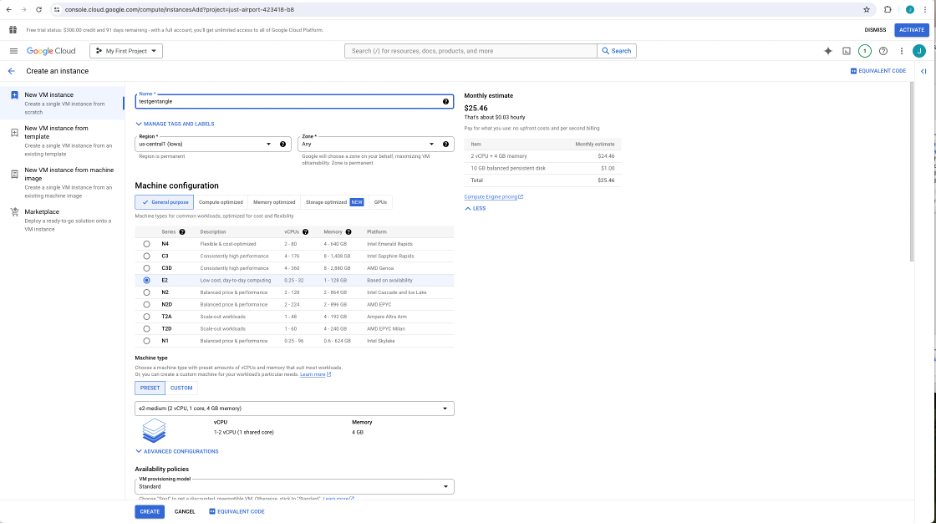 console.cloud.google.com/compute/instancesAdd?project=just-airport-423418-b8
Free trial status: $300.00 credit and 91 days remaining - with a full account, you'll get unlimited access to all of Google Cloud Platform.
DISMISS
ACTIVATE
Google Cloud
My First Project
Search (/) for resources, docs, products, and more
Search
1
J
Create an instance
EQUIVALENT CODE
New VM instance
Create a single VM instance from
scratch
New VM instance from
template
Create a single VM instance from
an existing template
New VM instance from machine
image
Create a single VM instance from
an existing machine image
Marketplace
Deploy a ready-to-go solution onto a
VM instance
Name *
testgentangle
MANAGE TAGS AND LABELS
Region *
us-central1 (Iowa)
Region is permanent
Zone *
Any
Google will choose a zone on your behalf, maximizing VM
obtainability. Zone is permanent.
Machine configuration
General purpose
Compute optimized
Memory optimized
Storage optimized NEW
GPUs
Machine types for common workloads, optimized for cost and flexibility
Series Description vCPUs Memory Platform
N4 Flexible & cost-optimized 2 - 80 4 - 640 GB Intel Emerald Rapids
C3 Consistently high performance 4 - 176 8 - 1,408 GB Intel Sapphire Rapids
C3D Consistently high performance 4 - 360 8 - 2,880 GB AMD Genoa
E2 Low cost, day-to-day computing 0.25 - 32 1 - 128 GB Based on availability
N2 Balanced price & performance 2 - 128 2 - 864 GB Intel Cascade and Ice Lake
N2D Balanced price & performance 2 - 224 2 - 896 GB AMD EPYC
T2A Scale-out workloads 1 - 48 4 - 192 GB Ampere Altra Arm
T2D Scale-out workloads 1 - 60 4 - 240 GB AMD EPYC Milan
N1 Balanced price & performance 0.25 - 96 0.6 - 624 GB Intel Skylake
Machine type
Choose a machine type with preset amounts of vCPUs and memory that suit most workloads.
Or, you can create a custom machine for your workload's particular needs. Learn more
PRESET
CUSTOM
e2-medium (2 vCPU, 1 core, 4 GB memory)
vCPU
1-2 vCPU (1 shared core)
Memory
4 GB
ADVANCED CONFIGURATIONS
Availability policies
VM provisioning model
Standard
Choose "Spot" to get a discounted, preemptible VM. Otherwise, stick to "Standard". Learn more
CREATE
CANCEL
EQUIVALENT CODE
Monthly estimate
$25.46
That's about $0.03 hourly
Pay for what you use: no upfront costs and per second billing
Item Monthly estimate
2 vCPU + 4 GB memory $24.46
10 GB balanced persistent disk $1.00
Total $25.46
Compute Engine pricing
LESS